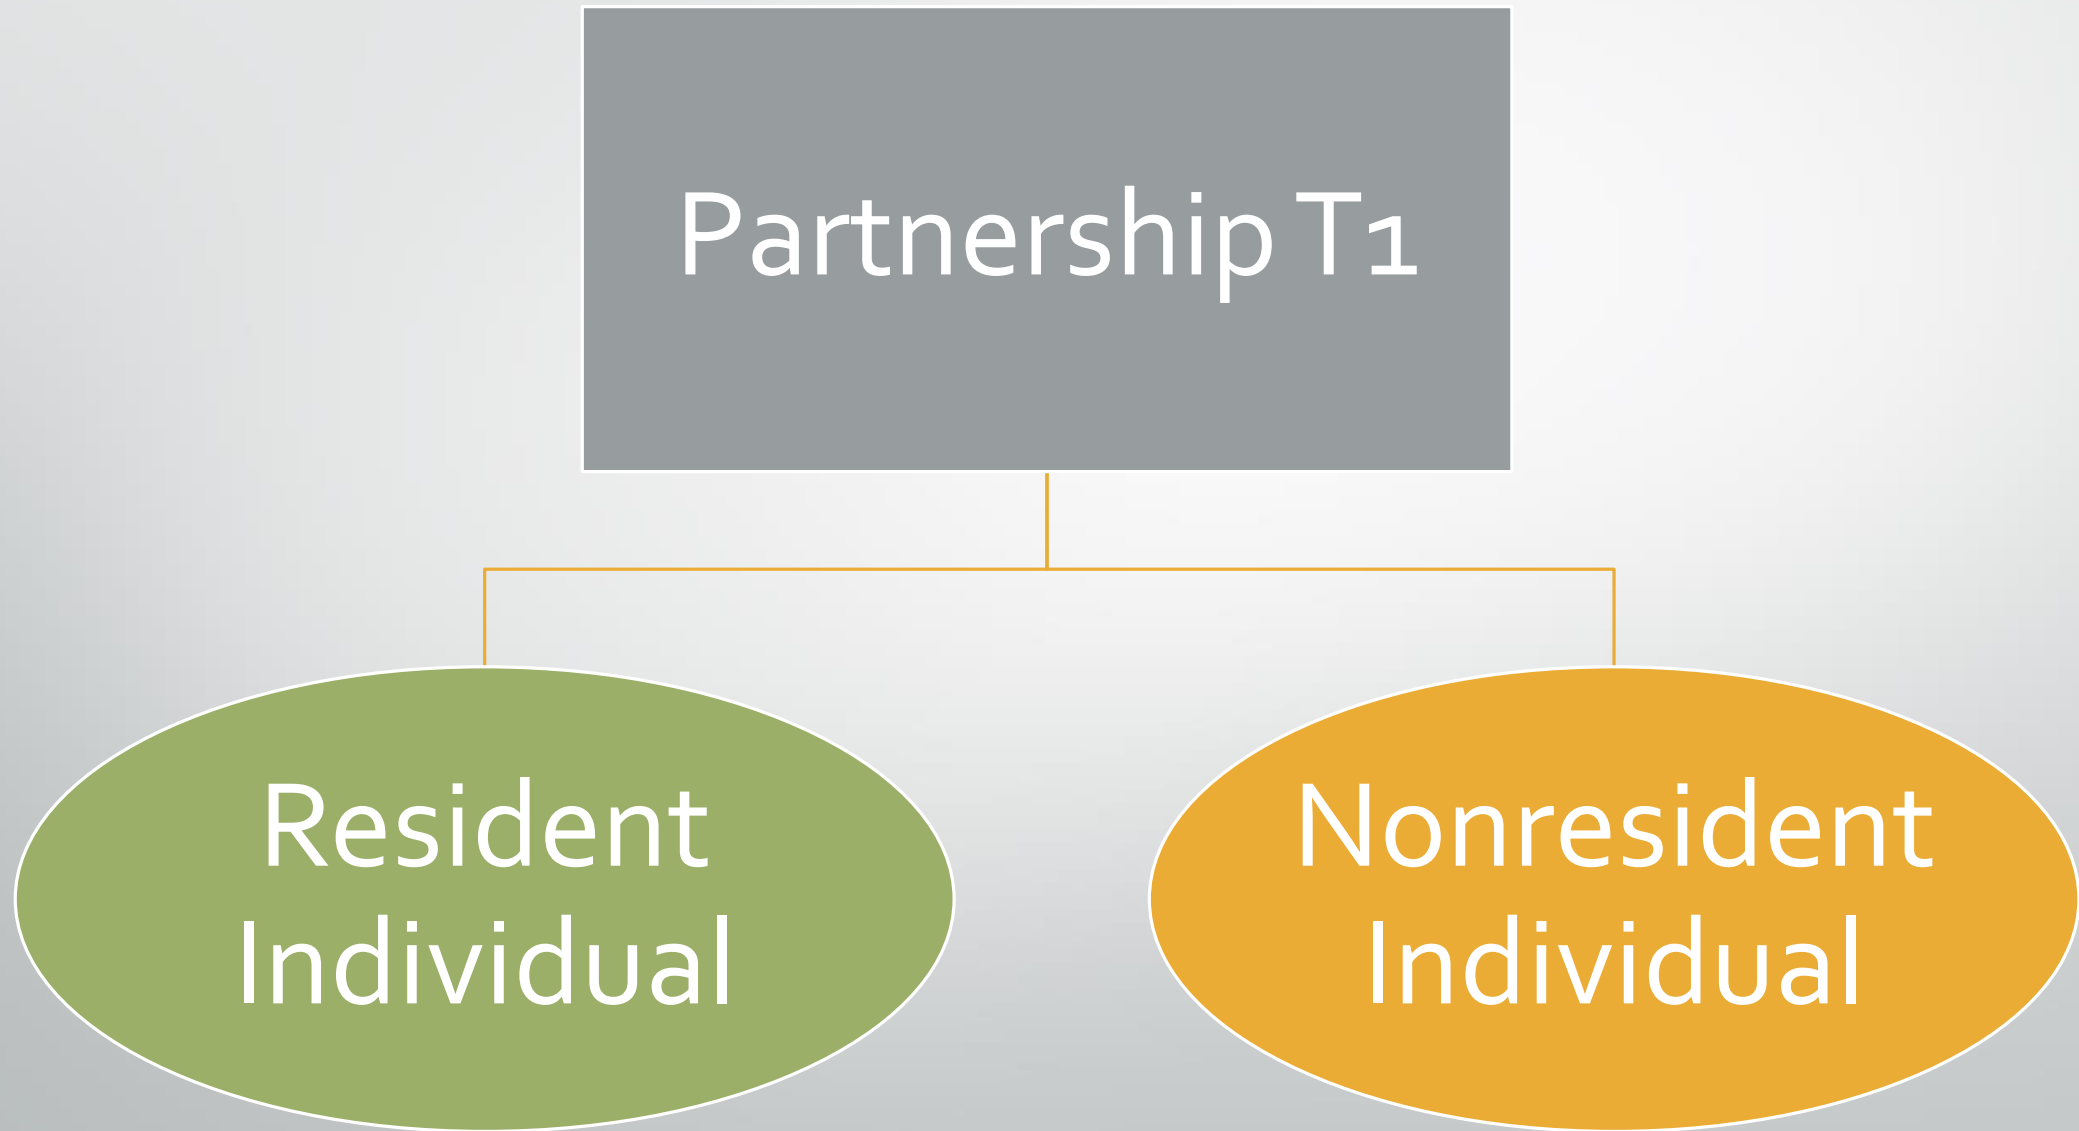 Partnership T1
Resident
Individual
Nonresident
Individual